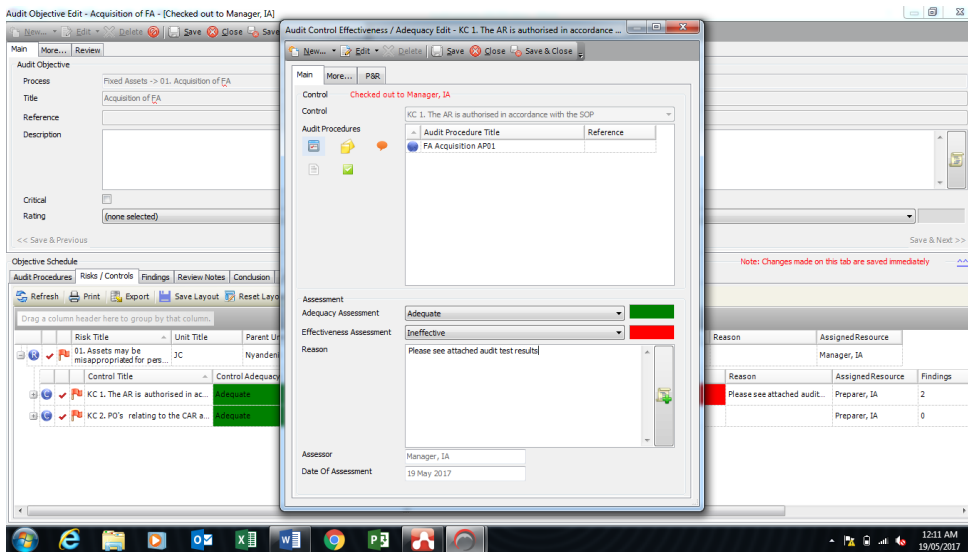 Audit Objective Edit - Acquisition of FA - [Checked out to Manager, IA]
New... Edit Delete Save Close Save
Main More... Review
Audit Objective
Process Fixed Assets -> 01. Acquisition of FA
Title Acquisition of FA
Reference
Description
Critical
Rating (none selected)
<< Save & Previous
Save & Next >>
Objective Schedule
Note: Changes made on this tab are saved immediately
Audit Procedures Risks / Controls Findings Review Notes Conclusion
Refresh Print Export Save Layout Reset Layo
Drag a column header here to group by that column.
Risk Title Unit Title Parent Un
Reason Assigned Resource
R 01. Assets may be misappropriated for pers... JC Nyandeni
Manager, IA
Control Title Control Adequacy
Reason Assigned Resource Findings
C KC 1. The AR is authorised in ac... Adequate
Please see attached audit... Preparer, IA 2
C KC 2. PO's relating to the CAR a... Adequate
Preparer, IA 0
Audit Control Effectiveness / Adequacy Edit - KC 1. The AR is authorised in accordance ...
New... Edit Delete Save Close Save & Close
Main More... P&R
Control Checked out to Manager, IA
Control KC 1. The AR is authorised in accordance with the SOP
Audit Procedures
Audit Procedure Title Reference
FA Acquisition AP01
Assessment
Adequacy Assessment Adequate
Effectiveness Assessment Ineffective
Reason Please see attached audit test results
Assessor Manager, IA
Date Of Assessment 19 May 2017
12:11 AM
19/05/2017